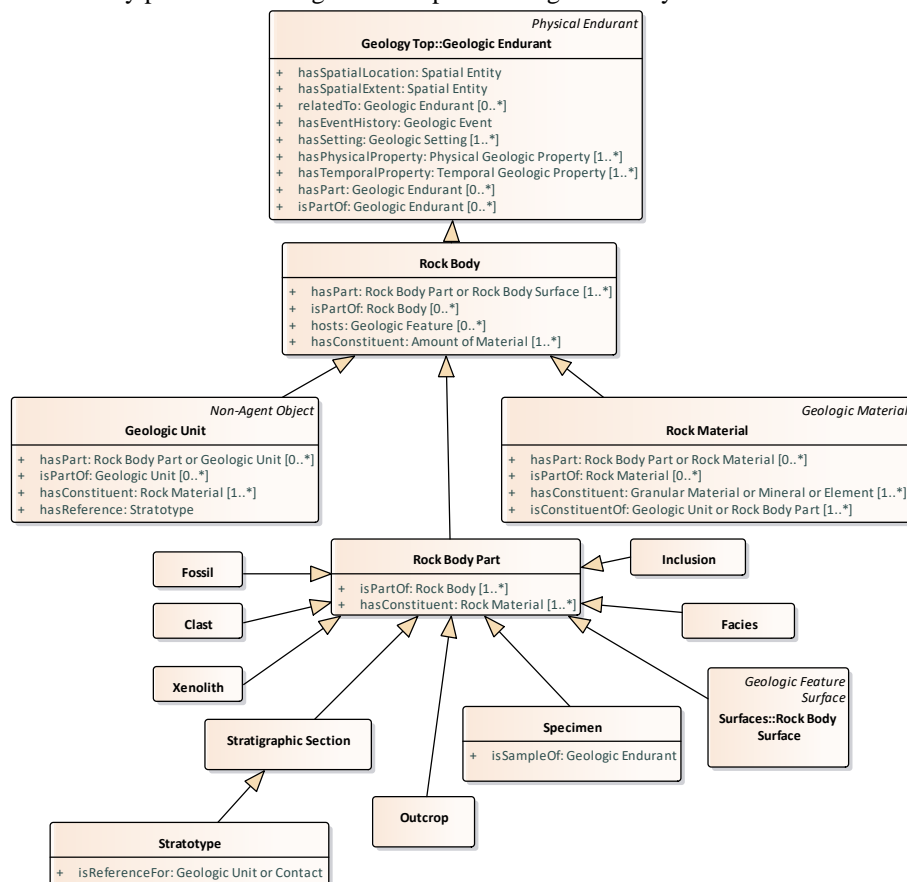 Physical Endurant
Geology Top::Geologic Endurant
+ hasSpatialLocation: Spatial Entity
+ hasSpatialExtent: Spatial Entity
+ relatedTo: Geologic Endurant [0..*]
+ hasEventHistory: Geologic Event
+ hasSetting: Geologic Setting [1..*]
+ hasPhysicalProperty: Physical Geologic Property [1..*]
+ hasTemporalProperty: Temporal Geologic Property [1..*]
+ hasPart: Geologic Endurant [0..*]
+ isPartOf: Geologic Endurant [0..*]
Rock Body
+ hasPart: Rock Body Part or Rock Body Surface [1..*]
+ isPartOf: Rock Body [0..*]
+ hosts: Geologic Feature [0..*]
+ hasConstituent: Amount of Material [1..*]
Non-Agent Object
Geologic Unit
+ hasPart: Rock Body Part or Geologic Unit [0..*]
+ isPartOf: Geologic Unit [0..*]
+ hasConstituent: Rock Material [1..*]
+ hasReference: Stratotype
Geologic Material
Rock Material
+ hasPart: Rock Body Part or Rock Material [0..*]
+ isPartOf: Rock Material [0..*]
+ hasConstituent: Granular Material or Mineral or Element [1..*]
+ isConstituentOf: Geologic Unit or Rock Body Part [1..*]
Rock Body Part
+ isPartOf: Rock Body [1..*]
+ hasConstituent: Rock Material [1..*]
Fossil
Clast
Xenolith
Inclusion
Facies
Geologic Feature
Surface
Surfaces::Rock Body
Surface
Stratigraphic Section
Specimen
+ isSampleOf: Geologic Endurant
Outcrop
Stratotype
+ isReferenceFor: Geologic Unit or Contact